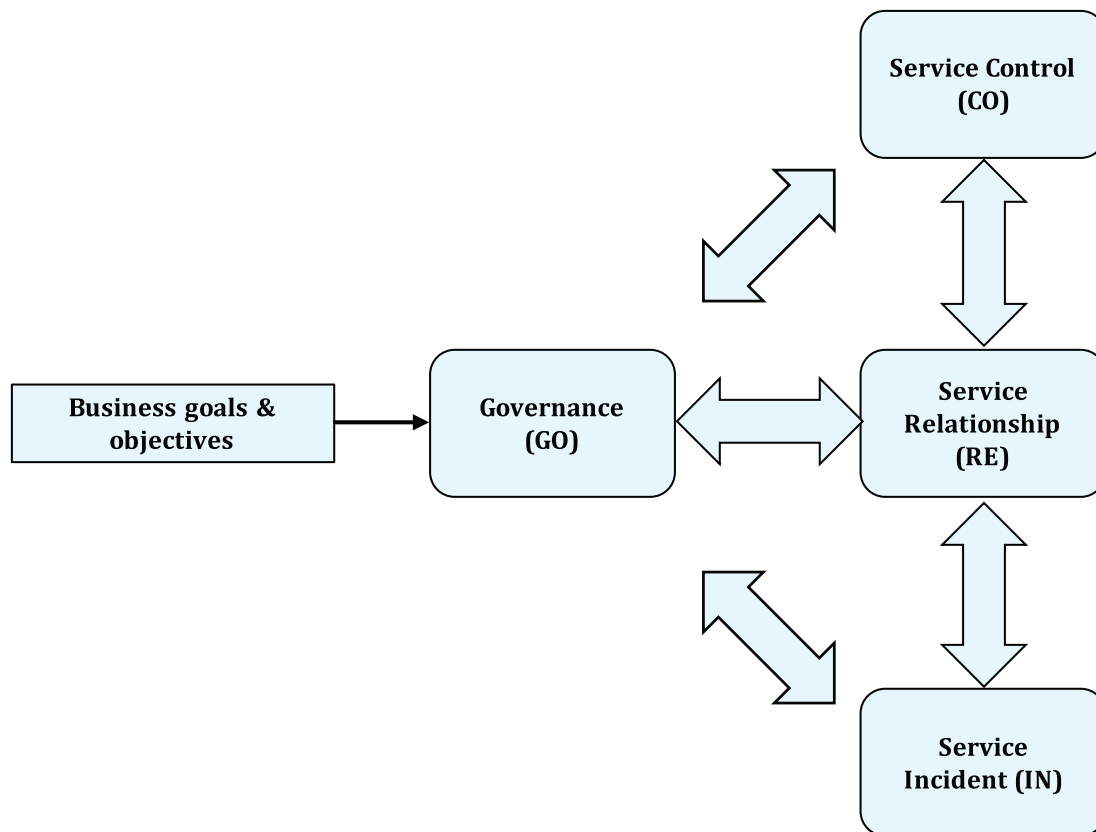 Service Control
(CO)
Business goals &
objectives
Governance
(GO)
Service
Relationship
(RE)
Service
Incident (IN)